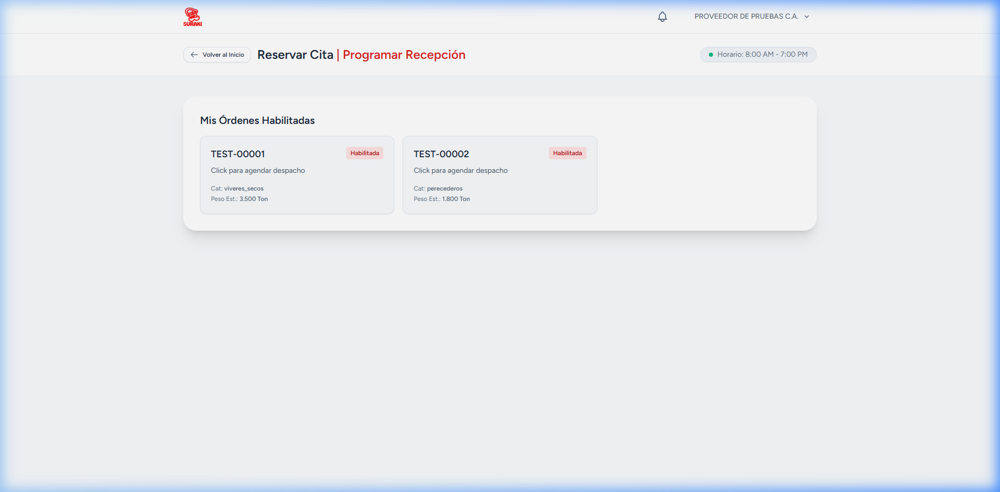 SURAKI
PROVEEDOR DE PRUEBAS C.A.
Volver al Inicio
Reservar Cita | Programar Recepción
Horario: 8:00 AM - 7:00 PM
Mis Órdenes Habilitadas
TEST-00001
Habilitada
Click para agendar despacho
Cat: viveres_secos
Peso Est.: 3.500 Ton
TEST-00002
Habilitada
Click para agendar despacho
Cat: perecederos
Peso Est.: 1.800 Ton